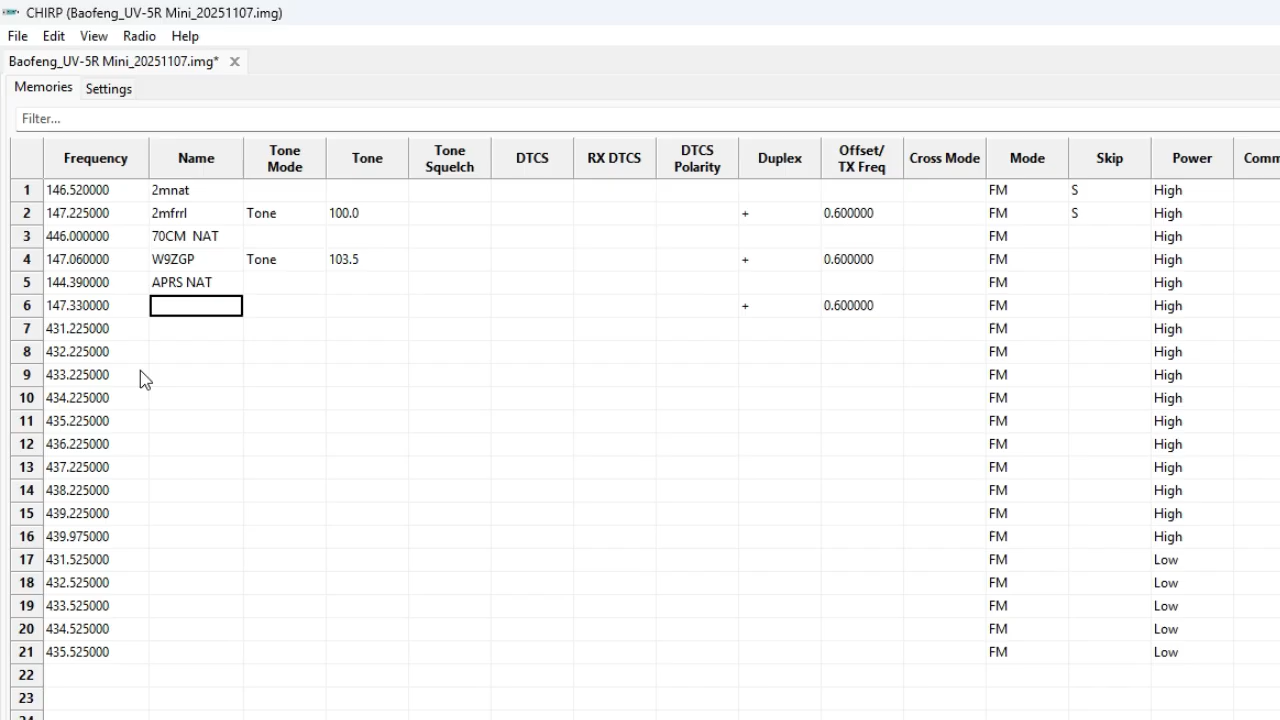 CHIRP (Baofeng_UV-5R Mini_20251107.img)
File Edit View Radio Help
Baofeng_UV-5R Mini_20251107.img* x
Memories Settings
Filter...
Frequency Name Tone Mode Tone Tone Squelch DTCS RX DTCS DTCS Polarity Duplex Offset/ TX Freq Cross Mode Mode Skip Power Comm
1 146.520000 2mnat FM S High
2 147.225000 2mfrrl Tone 100.0 + 0.600000 FM S High
3 446.000000 70CM  NAT FM High
4 147.060000 W9ZGP Tone 103.5 + 0.600000 FM High
5 144.390000 APRS NAT FM High
6 147.330000 + 0.600000 FM High
7 431.225000 FM High
8 432.225000 FM High
9 433.225000 FM High
10 434.225000 FM High
11 435.225000 FM High
12 436.225000 FM High
13 437.225000 FM High
14 438.225000 FM High
15 439.225000 FM High
16 439.975000 FM High
17 431.525000 FM Low
18 432.525000 FM Low
19 433.525000 FM Low
20 434.525000 FM Low
21 435.525000 FM Low
22
23
24